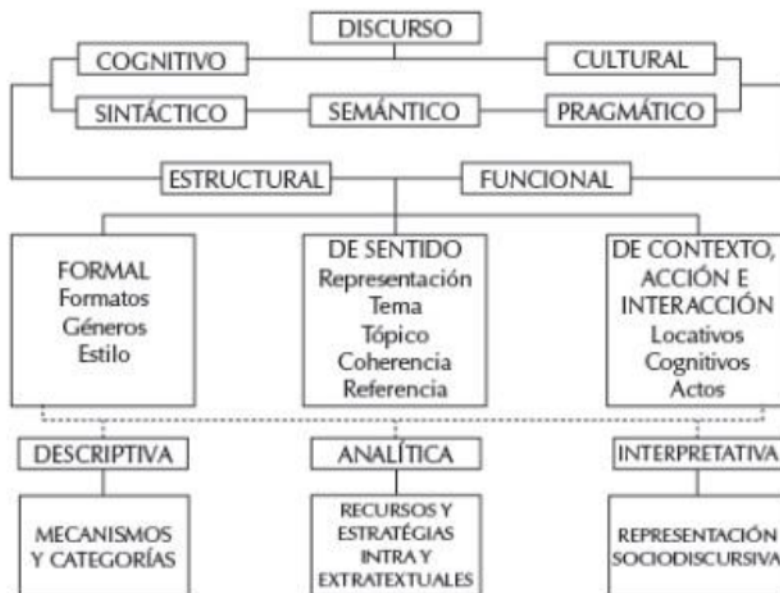 DISCURSO
COGNITIVO
CULTURAL
SINTÁCTICO
SEMÁNTICO
PRAGMÁTICO
ESTRUCTURAL
FUNCIONAL
FORMAL
Formatos
Géneros
Estilo
DE SENTIDO
Representación
Tema
Tópico
Coherencia
Referencia
DE CONTEXTO,
ACCIÓN E
INTERACCIÓN
Locativos
Cognitivos
Actos
DESCRIPTIVA
ANALÍTICA
INTERPRETATIVA
MECANISMOS
Y CATEGORÍAS
RECURSOS Y
ESTRATÉGIAS
INTRA Y
EXTRATEXTUALES
REPRESENTACIÓN
SOCIODISCURSIVA